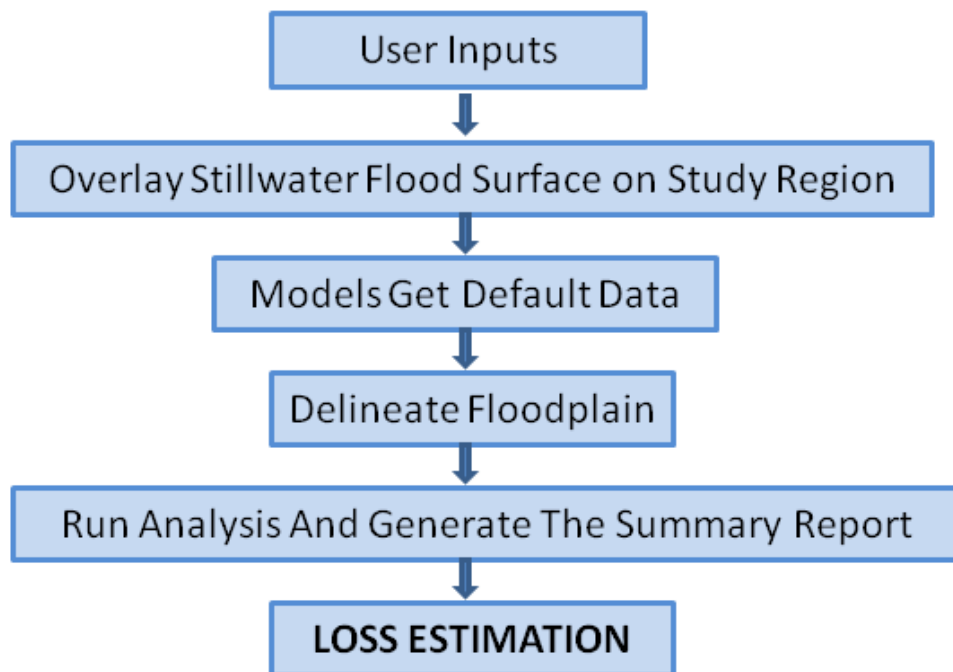 User Inputs
Overlay Stillwater Flood Surface on Study Region
Models Get Default Data
Delineate Floodplain
Run Analysis And Generate The Summary Report
LOSS ESTIMATION